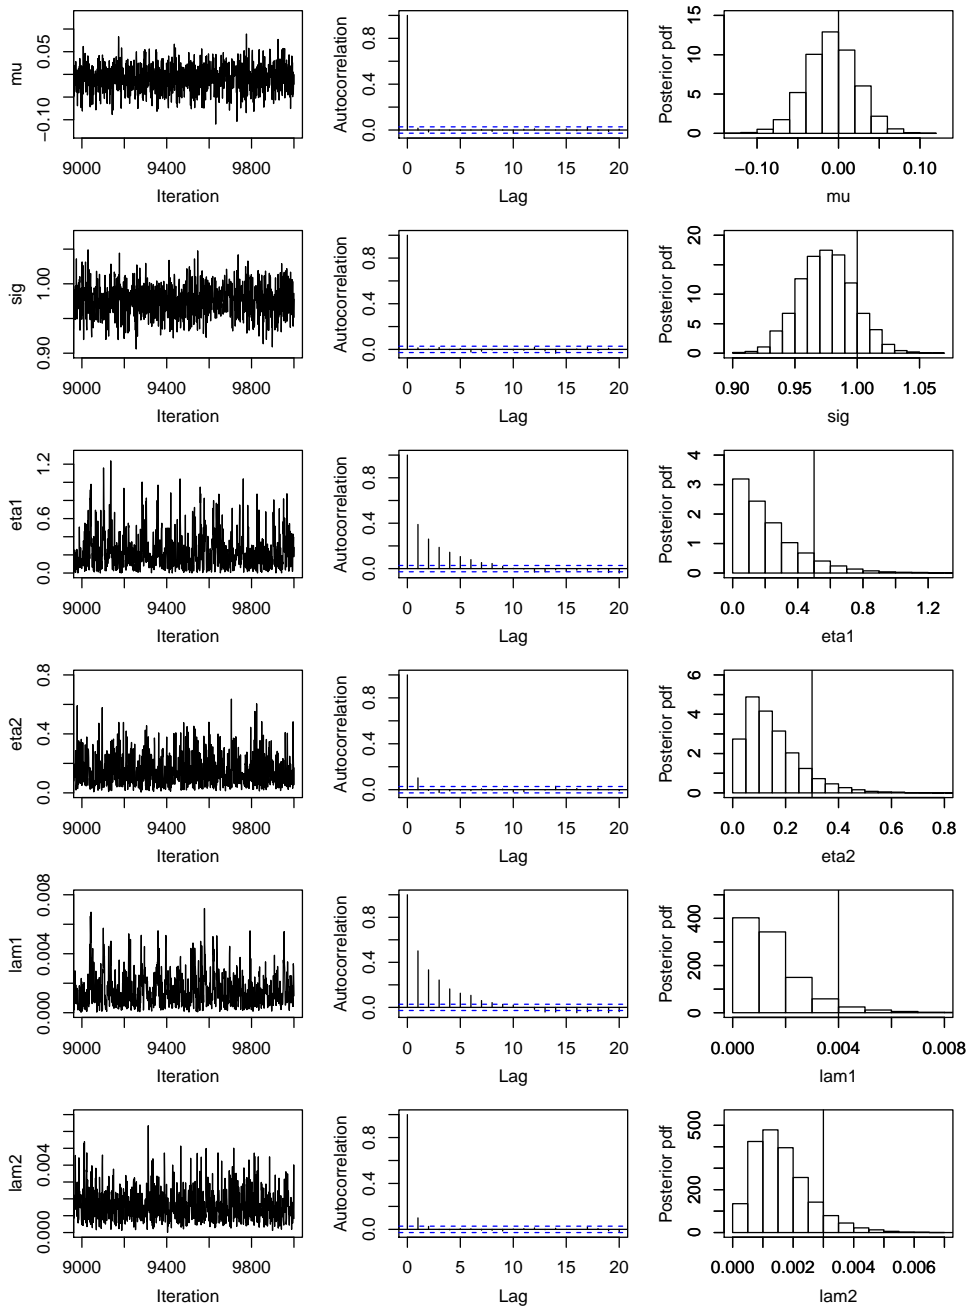 mu
−0.10 0.05
9000 9400 9800
Iteration
Autocorrelation
0.0 0.4 0.8
0 5 10 15 20
Lag
Posterior pdf
0 5 10 15
−0.10 0.00 0.10
mu
sig
0.90 1.00
9000 9400 9800
Iteration
Autocorrelation
0.0 0.4 0.8
0 5 10 15 20
Lag
Posterior pdf
0 5 10 20
0.90 0.95 1.00 1.05
sig
eta1
0.0 0.6 1.2
9000 9400 9800
Iteration
Autocorrelation
0.0 0.4 0.8
0 5 10 15 20
Lag
Posterior pdf
0 1 2 3 4
0.0 0.4 0.8 1.2
eta1
eta2
0.0 0.4 0.8
9000 9400 9800
Iteration
Autocorrelation
0.0 0.4 0.8
0 5 10 15 20
Lag
Posterior pdf
0 2 4 6
0.0 0.2 0.4 0.6 0.8
eta2
lam1
0.000 0.004 0.008
9000 9400 9800
Iteration
Autocorrelation
0.0 0.4 0.8
0 5 10 15 20
Lag
Posterior pdf
0 200 400
0.000 0.004 0.008
lam1
lam2
0.000 0.004
9000 9400 9800
Iteration
Autocorrelation
0.0 0.4 0.8
0 5 10 15 20
Lag
Posterior pdf
0 200 500
0.000 0.002 0.004 0.006
lam2